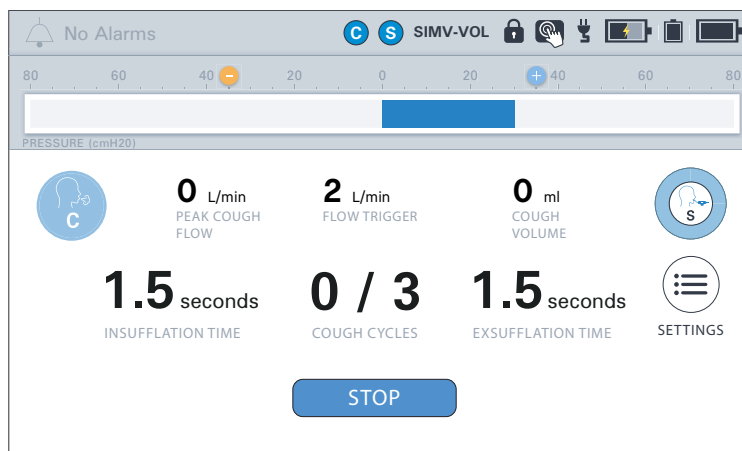 No Alarms
C S SIMV-VOL
80 60 40 − 20 0 20 + 40 60 80
PRESSURE (cmH20)
C
0 L/min
PEAK COUGH
FLOW
2 L/min
FLOW TRIGGER
0 ml
COUGH
VOLUME
S
1.5 seconds
INSUFFLATION TIME
0 / 3
COUGH CYCLES
1.5 seconds
EXSUFFLATION TIME
SETTINGS
STOP